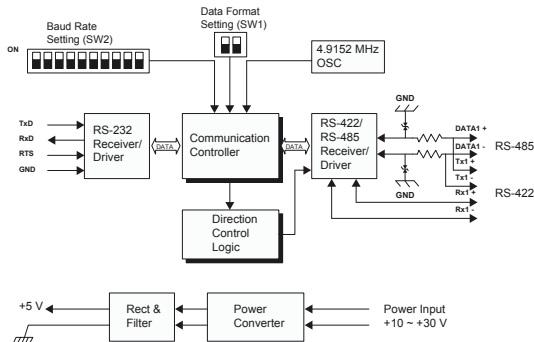 Data Format
Setting (SW1)
Baud Rate
Setting (SW2)
ON
4.9152 MHz
OSC
GND
TxD
RxD
RTS
GND
RS-232
Receiver/
Driver
DATA
Communication
Controller
DATA
RS-422/
RS-485
Receiver/
Driver
DATA1 +
DATA1 -
RS-485
Tx1 +
Tx1 -
GND
Rx1 +
Rx1 -
RS-422
Direction
Control
Logic
+5 V
Rect &
Filter
Power
Converter
Power Input
+10 ~ +30 V